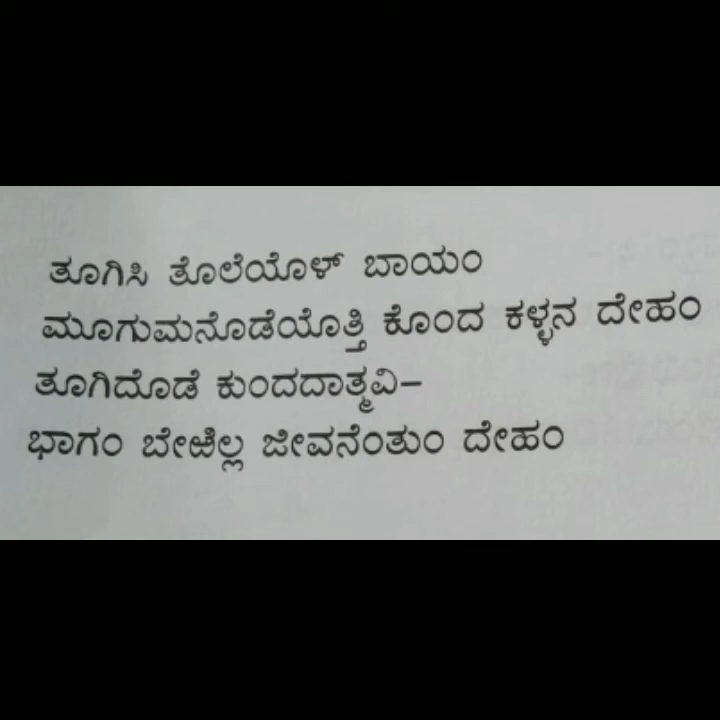 ತೂಗಿಸಿ ತೊಲೆಯೊಳ್ ಬಾಯಂ
ಮೂಗುಮನೊಡೆಯೊತ್ತಿ ಕೊಂದ ಕಳ್ಳನ ದೇಹಂ
ತೂಗಿದೊಡೆ ಕುಂದದಾತ್ಮವಿ–
ಭಾಗಂ ಬೇಱಿಲ್ಲ ಜೀವನೆಂತುಂ ದೇಹಂ